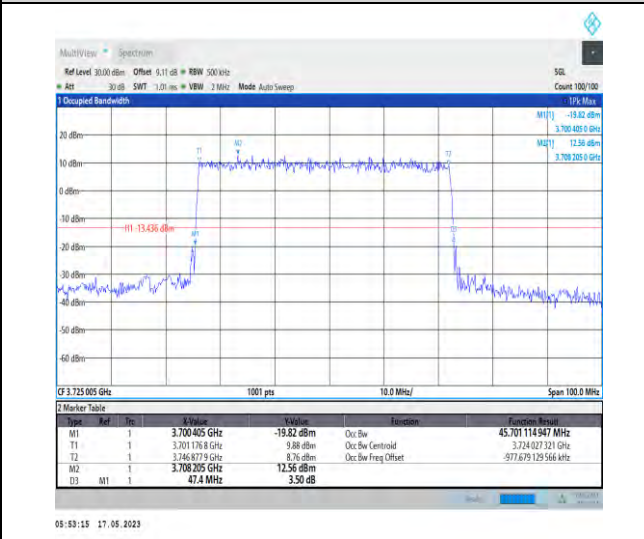 MultiView Spectrum
Ref Level 30.00 dBm Offset 9.11 dB RBW 500 kHz SGL
Att 30 dB SWT 1.01 ms VBW 2 MHz Mode Auto Sweep Count 100/100
1 Occupied Bandwidth 1Pk Max
M1[1] -19.82 dBm
3.700 405 0 GHz
M2[1] 12.56 dBm
3.708 205 0 GHz
20 dBm
T1 M2 T2
10 dBm
0 dBm
-10 dBm
H1 -13.436 dBm
M1 D3
-20 dBm
-30 dBm
-40 dBm
-50 dBm
-60 dBm
CF 3.725 005 GHz 1001 pts 10.0 MHz/ Span 100.0 MHz
2 Marker Table
Type Ref Trc X-Value Y-Value Function Function Result
M1 1 3.700 405 GHz -19.82 dBm Occ Bw 45.701 114 947 MHz
T1 1 3.701 176 8 GHz 9.88 dBm Occ Bw Centroid 3.724 027 321 GHz
T2 1 3.746 877 9 GHz 8.76 dBm Occ Bw Freq Offset -977.679 129 566 kHz
M2 1 3.708 205 GHz 12.56 dBm
D3 M1 1 47.4 MHz 3.50 dB
05:53:15 17.05.2023